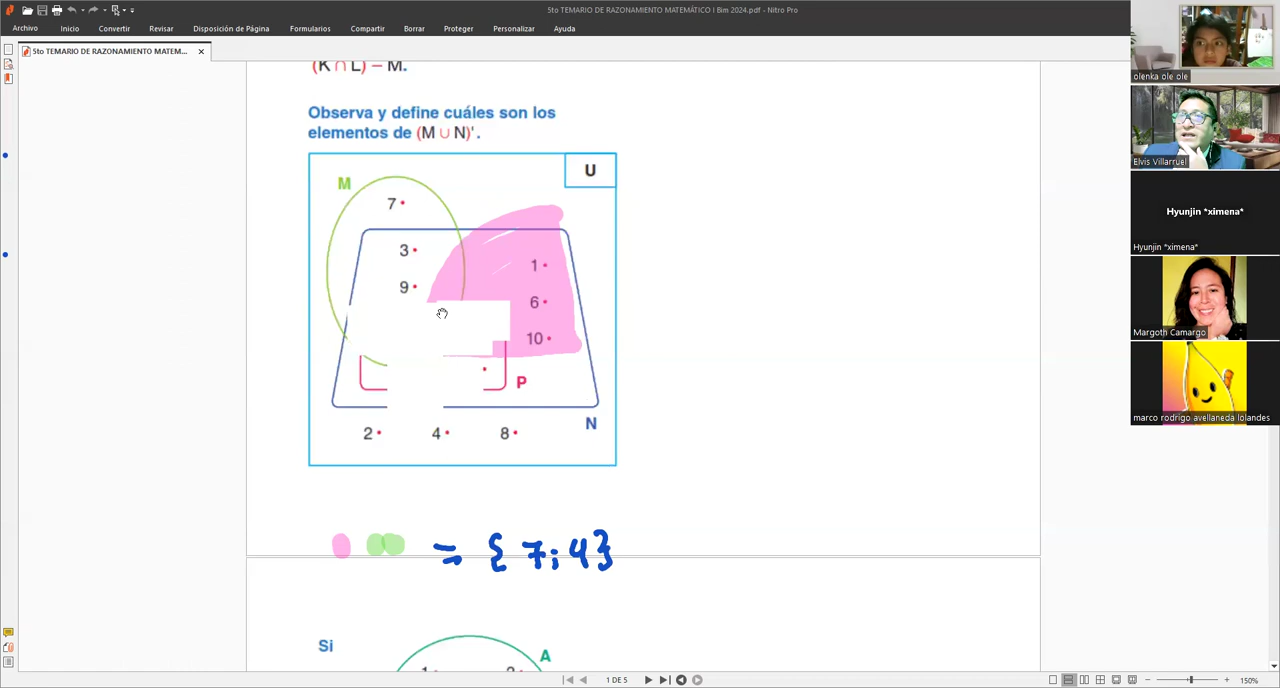 5to TEMARIO DE RAZONAMIENTO MATEMÁTICO I Bim 2024.pdf - Nitro Pro
Archivo Inicio Convertir Revisar Disposición de Página Formularios Compartir Borrar Proteger Personalizar Ayuda
5to TEMARIO DE RAZONAMIENTO MATEM...
(K ∩ L) – M.
Observa y define cuáles son los
elementos de (M ∪ N)'.
U
M
7
3
9
1
6
10
P
N
2 4 8
= { 7; 4 }
Si
A
1 DE 5
150%
olenka ole ole
Elvis Villarruel
Hyunjin *ximena*
Hyunjin *ximena*
Margoth Camargo
marco rodrigo avellaneda lolandes